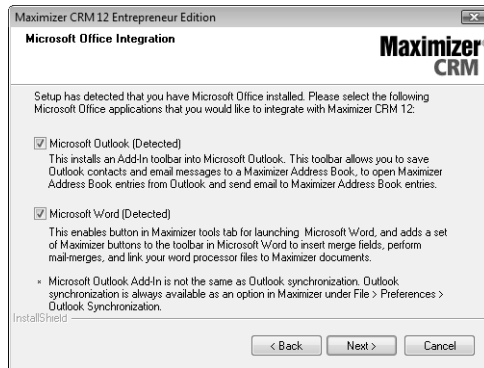 Maximizer CRM 12 Entrepreneur Edition
Microsoft Office Integration
Maximizer
CRM
Setup has detected that you have Microsoft Office installed. Please select the following
Microsoft Office applications that you would like to integrate with Maximizer CRM 12:
Microsoft Outlook (Detected)
This installs an Add-In toolbar into Microsoft Outlook. This toolbar allows you to save
Outlook contacts and email messages to a Maximizer Address Book, to open Maximizer
Address Book entries from Outlook and send email to Maximizer Address Book entries.
Microsoft Word (Detected)
This enables button in Maximizer tools tab for launching Microsoft Word, and adds a set
of Maximizer buttons to the toolbar in Microsoft Word to insert merge fields, perform
mail-merges, and link your word processor files to Maximizer documents.
* Microsoft Outlook Add-In is not the same as Outlook synchronization. Outlook
synchronization is always available as an option in Maximizer under File > Preferences >
Outlook Synchronization.
InstallShield
< Back Next > Cancel